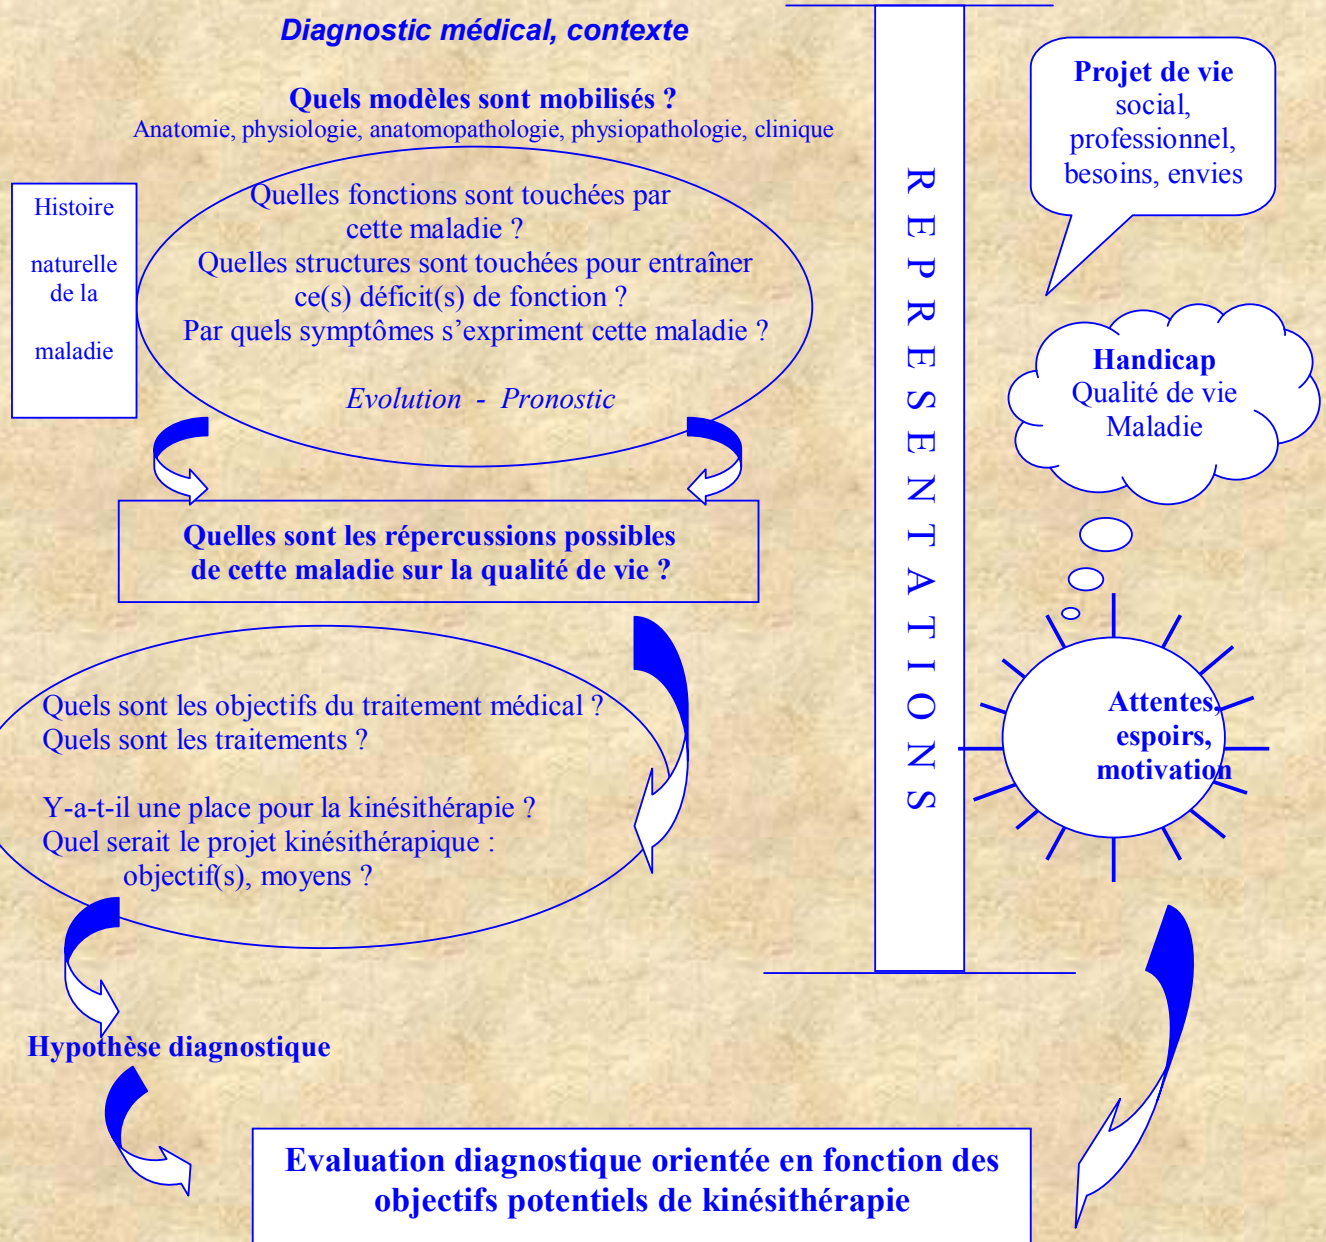 Diagnostic médical, contexte
Quels modèles sont mobilisés ?
Anatomie, physiologie, anatomopathologie, physiopathologie, clinique
Histoire
naturelle
de la
maladie
Quelles fonctions sont touchées par
cette maladie ?
Quelles structures sont touchées pour entraîner
ce(s) déficit(s) de fonction ?
Par quels symptômes s’expriment cette maladie ?
Evolution - Pronostic
Quelles sont les répercussions possibles
de cette maladie sur la qualité de vie ?
Quels sont les objectifs du traitement médical ?
Quels sont les traitements ?
Y-a-t-il une place pour la kinésithérapie ?
Quel serait le projet kinésithérapique :
objectif(s), moyens ?
Hypothèse diagnostique
REPRESENTATIONS
Projet de vie
social,
professionnel,
besoins, envies
Handicap
Qualité de vie
Maladie
Attentes,
espoirs,
motivation
Evaluation diagnostique orientée en fonction des
objectifs potentiels de kinésithérapie